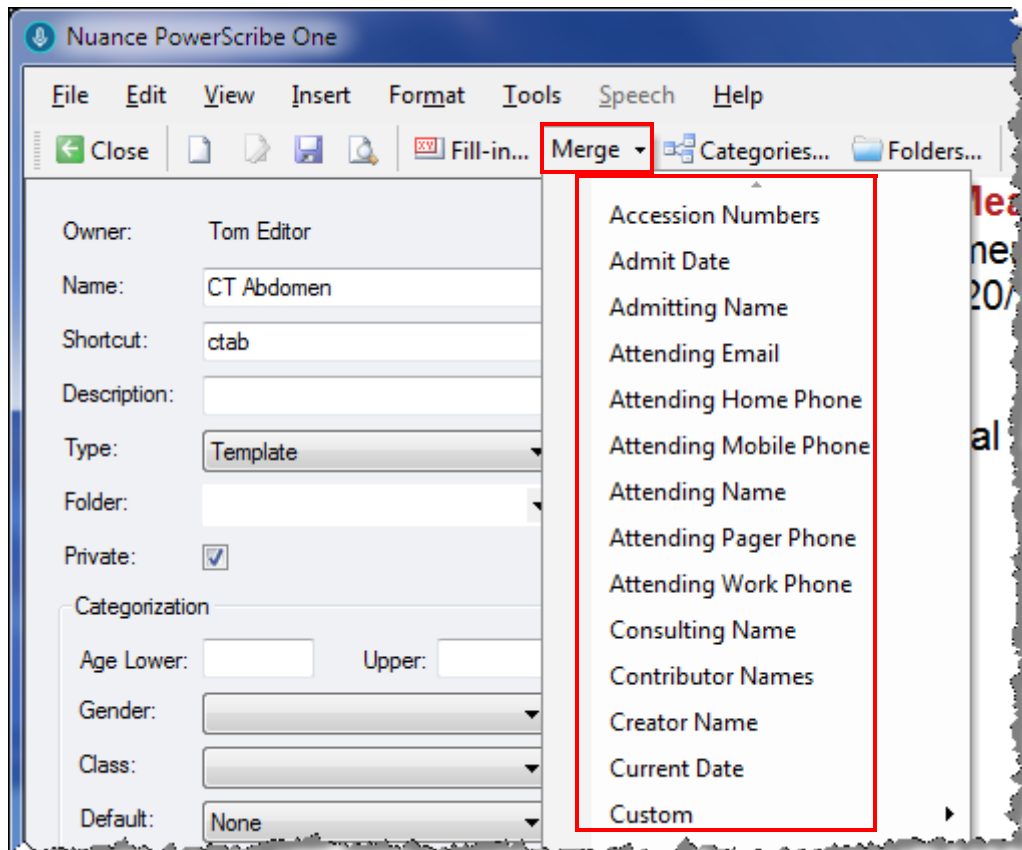 Nuance PowerScribe One
File Edit View Insert Format Tools Speech Help
Close Fill-in... Merge Categories... Folders...
Owner: Tom Editor
Name: CT Abdomen
Shortcut: ctab
Description:
Type: Template
Folder:
Private:
Categorization
Age Lower: Upper:
Gender:
Class:
Default: None
Accession Numbers
Admit Date
Admitting Name
Attending Email
Attending Home Phone
Attending Mobile Phone
Attending Name
Attending Pager Phone
Attending Work Phone
Consulting Name
Contributor Names
Creator Name
Current Date
Custom
20/
al